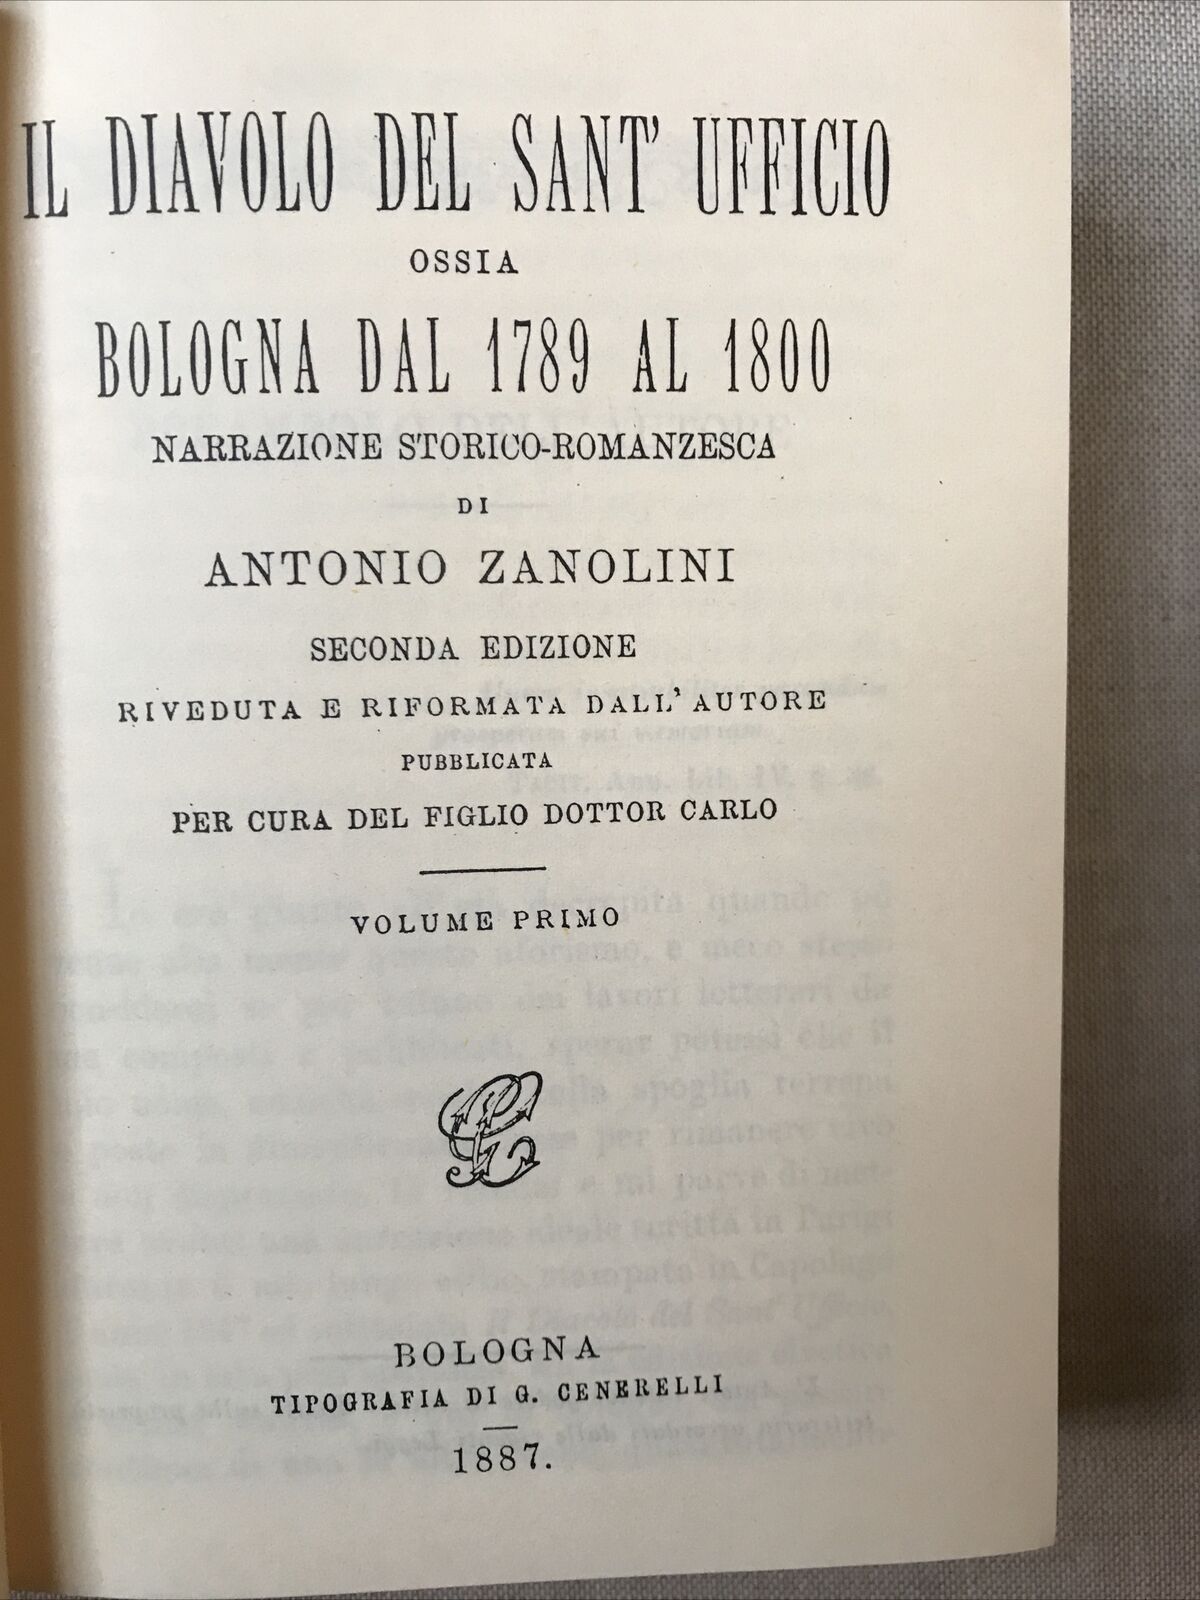 IL DIAVOLO DEL SANT' UFFICIO
OSSIA
BOLOGNA DAL 1789 AL 1800
NARRAZIONE STORICO-ROMANZESCA
DI
ANTONIO ZANOLINI
SECONDA EDIZIONE
RIVEDUTA E RIFORMATA DALL'AUTORE
PUBBLICATA
PER CURA DEL FIGLIO DOTTOR CARLO
VOLUME PRIMO
BOLOGNA
TIPOGRAFIA DI G. CENERELLI
1887.